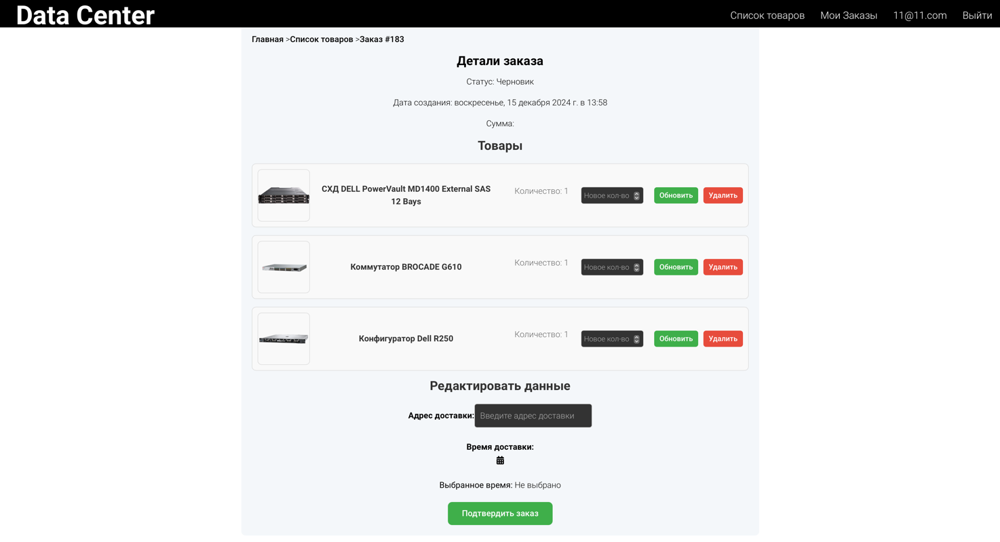 Data Center
Список товаров Мои Заказы 11@11.com Выйти
Главная >Список товаров >Заказ #183
Детали заказа
Статус: Черновик
Дата создания: воскресенье, 15 декабря 2024 г. в 13:58
Сумма:
Товары
СХД DELL PowerVault MD1400 External SAS
12 Bays
Количество: 1 Новое кол-во Обновить Удалить
Коммутатор BROCADE G610 Количество: 1 Новое кол-во Обновить Удалить
Конфигуратор Dell R250 Количество: 1 Новое кол-во Обновить Удалить
Редактировать данные
Адрес доставки: Введите адрес доставки
Время доставки:
Выбранное время: Не выбрано
Подтвердить заказ